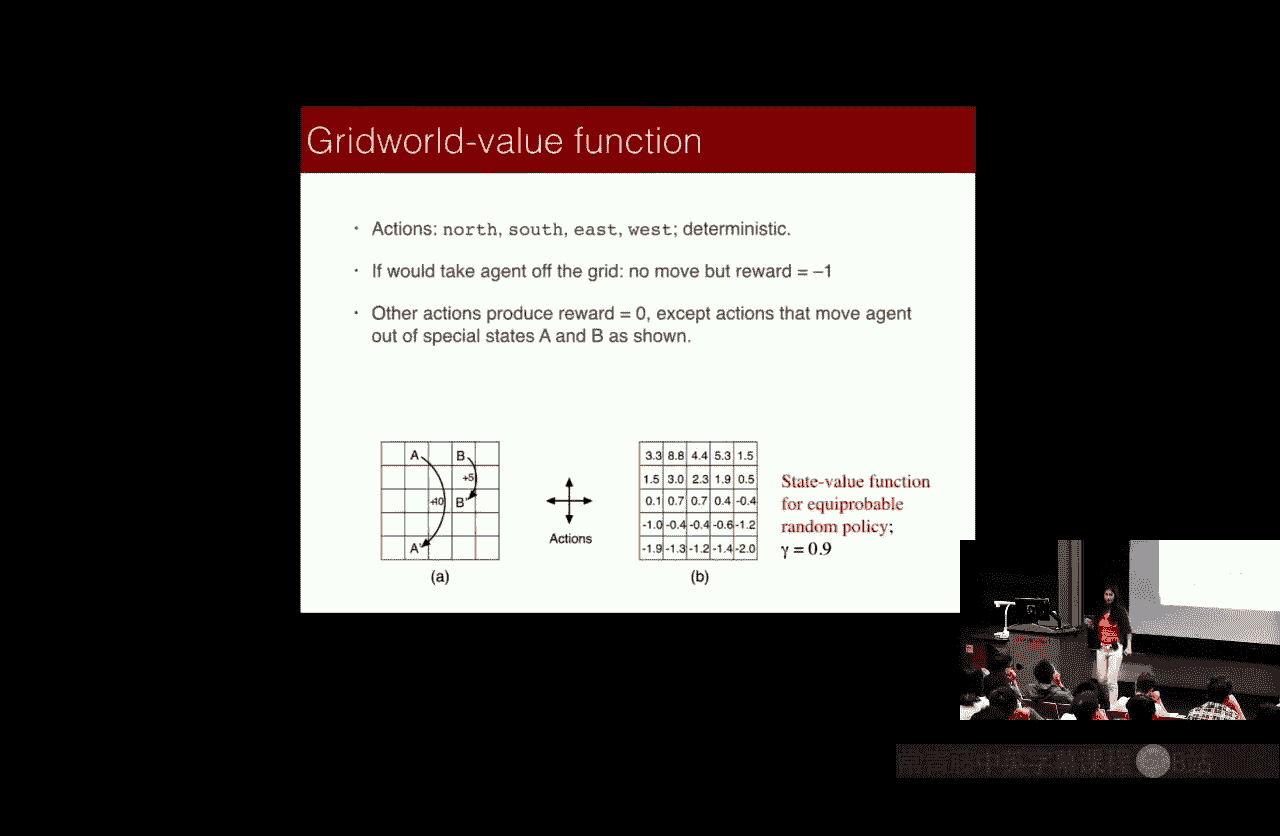 Gridworld-value function
· Actions: north, south, east, west; deterministic.
· If would take agent off the grid: no move but reward = –1
· Other actions produce reward = 0, except actions that move agent
out of special states A and B as shown.
A B
+5
+10 B'
A'
(a)
Actions
3.3 8.8 4.4 5.3 1.5
1.5 3.0 2.3 1.9 0.5
0.1 0.7 0.7 0.4 -0.4
-1.0 -0.4 -0.4 -0.6 -1.2
-1.9 -1.3 -1.2 -1.4 -2.0
(b)
State-value function
for equiprobable
random policy;
γ = 0.9